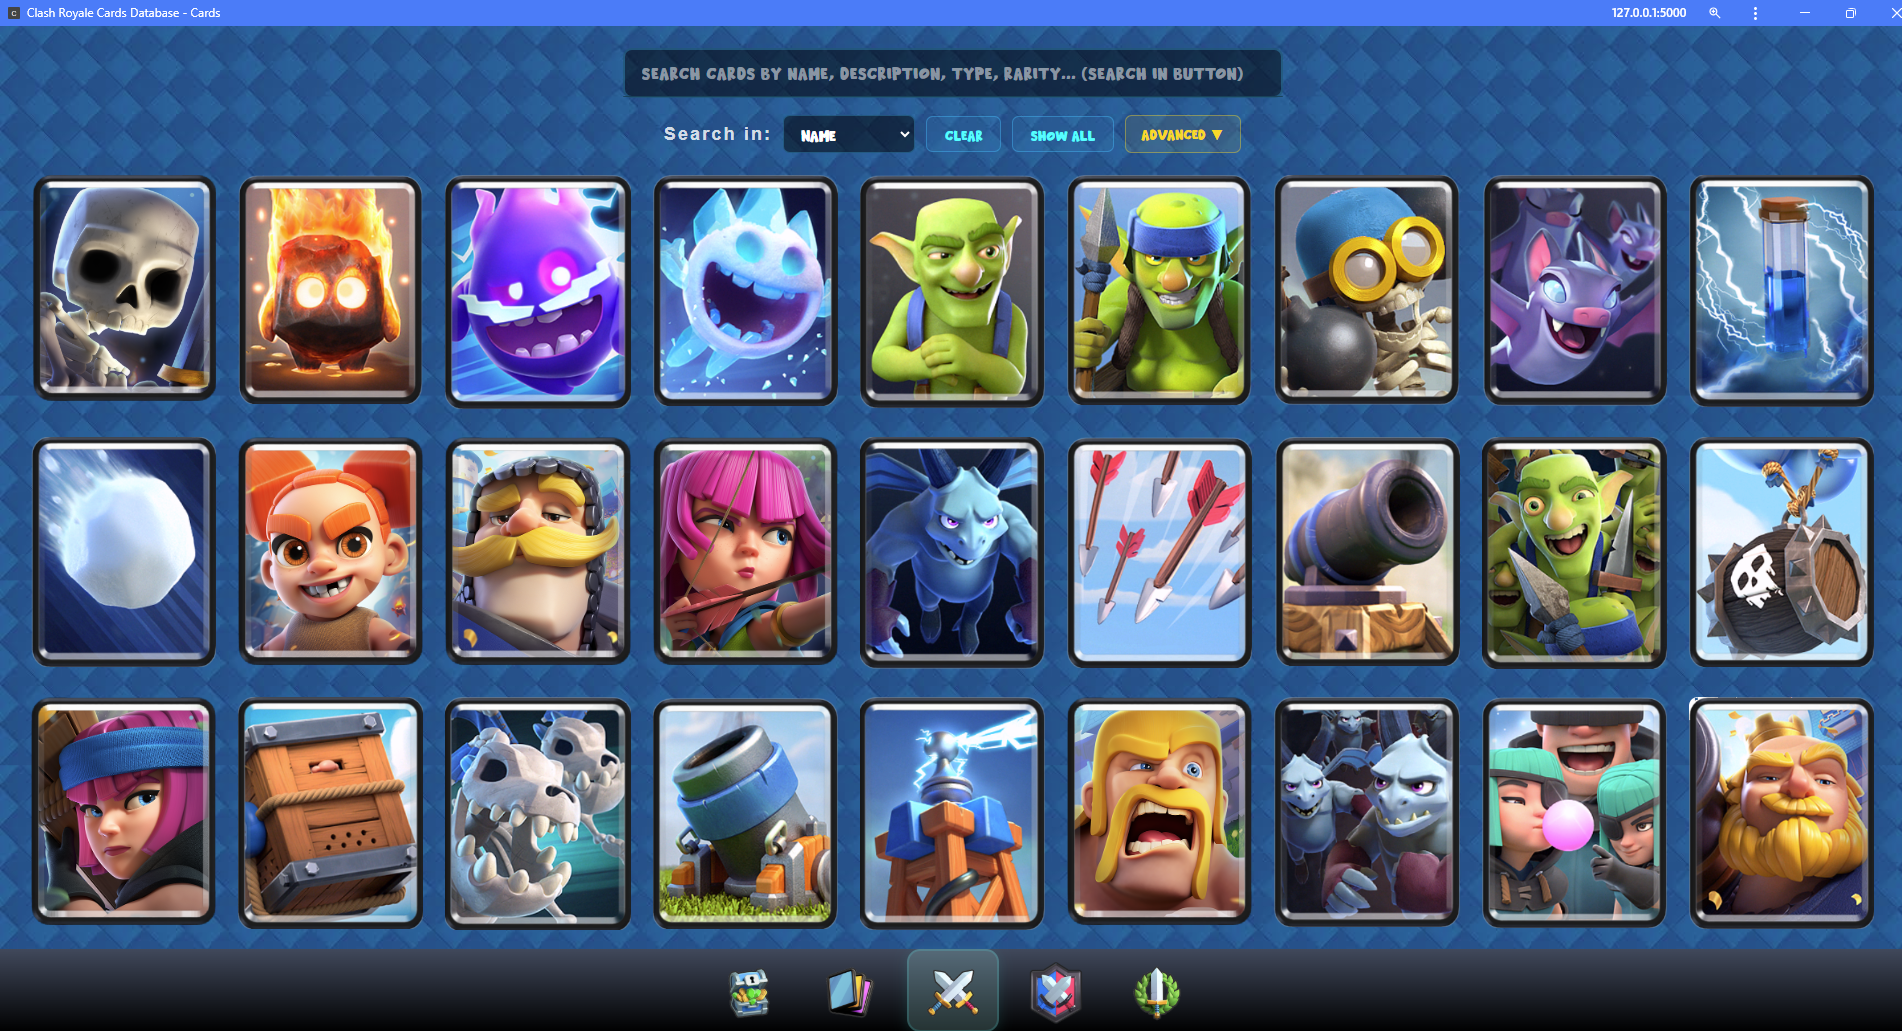 C Clash Royale Cards Database - Cards 127.0.0.1:5000
SEARCH CARDS BY NAME, DESCRIPTION, TYPE, RARITY... (SEARCH IN BUTTON)
Search in: NAME CLEAR SHOW ALL ADVANCED ▼